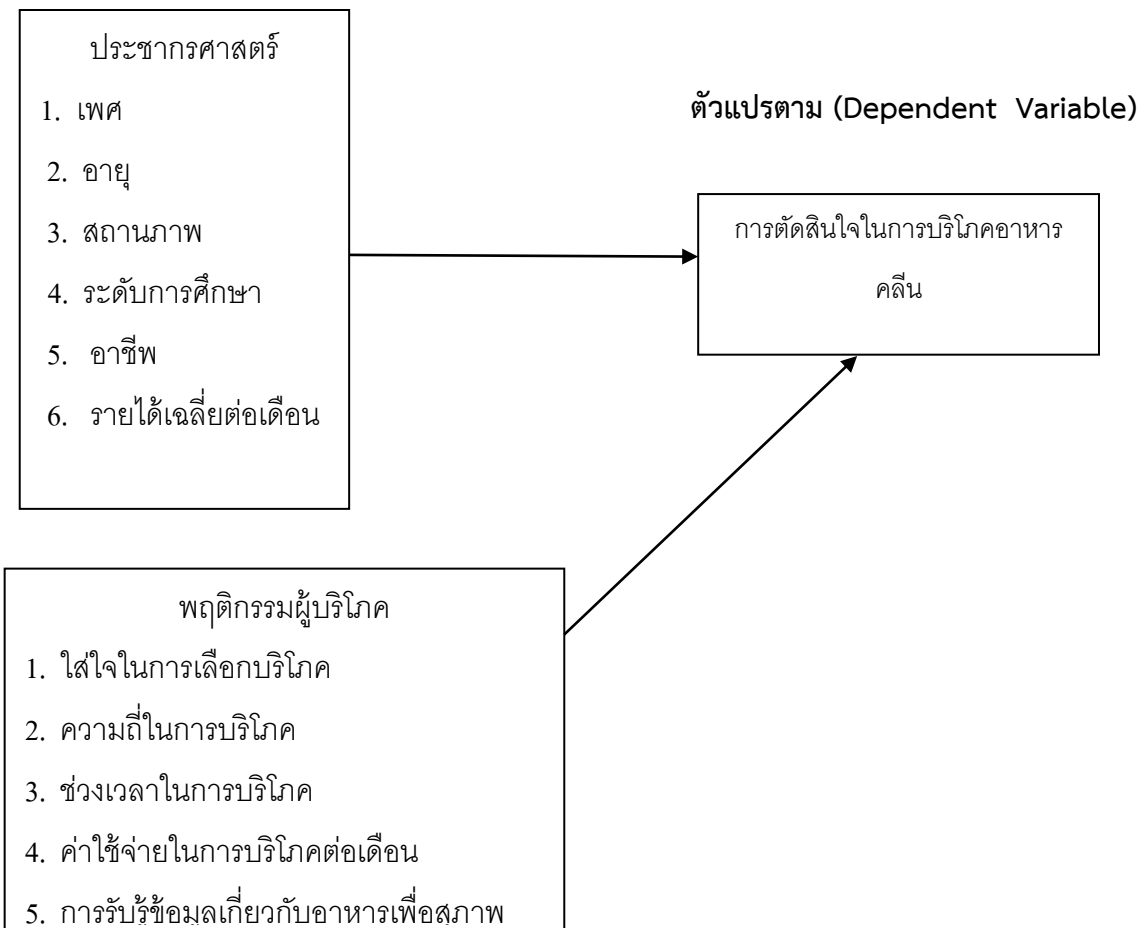 ประชากรศาสตร์
1. เพศ
2. อายุ
3. สถานภาพ
4. ระดับการศึกษา
5. อาชีพ
6. รายได้เฉลี่ยต่อเดือน
ตัวแปรตาม (Dependent Variable)
การตัดสินใจในการบริโภคอาหาร
คลีน
พฤติกรรมผู้บริโภค
1. ใส่ใจในการเลือกบริโภค
2. ความถี่ในการบริโภค
3. ช่วงเวลาในการบริโภค
4. ค่าใช้จ่ายในการบริโภคต่อเดือน
5. การรับรู้ข้อมูลเกี่ยวกับอาหารเพื่อสุภาพ